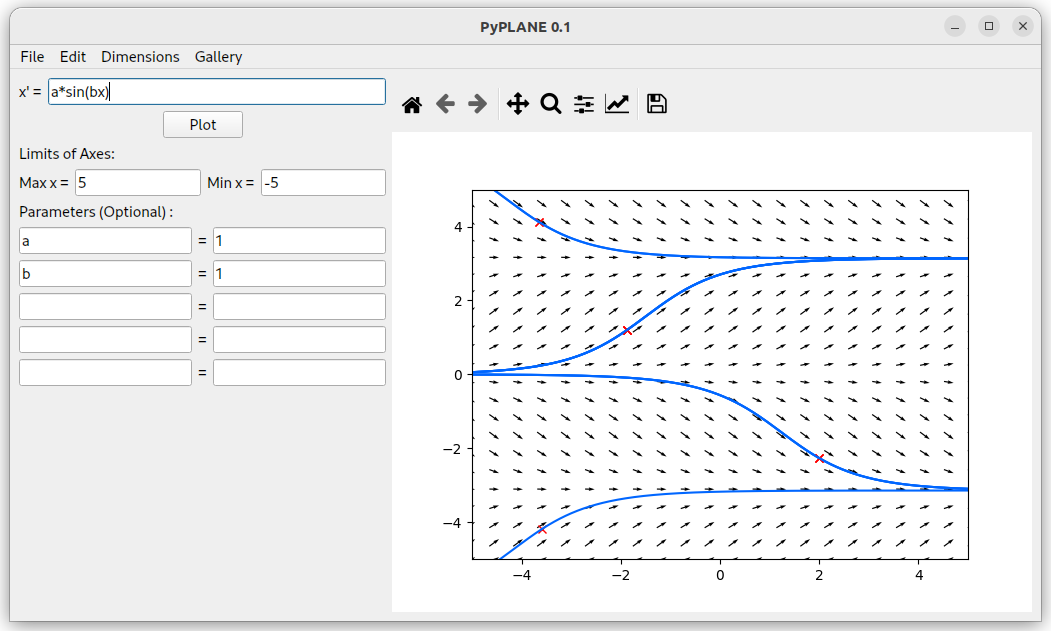 PyPLANE 0.1
File Edit Dimensions Gallery
x' = a*sin(bx)
Plot
Limits of Axes:
Max x = 5 Min x = -5
Parameters (Optional) :
a = 1
b = 1
=
=
=
4
2
0
−2
−4
−4 −2 0 2 4